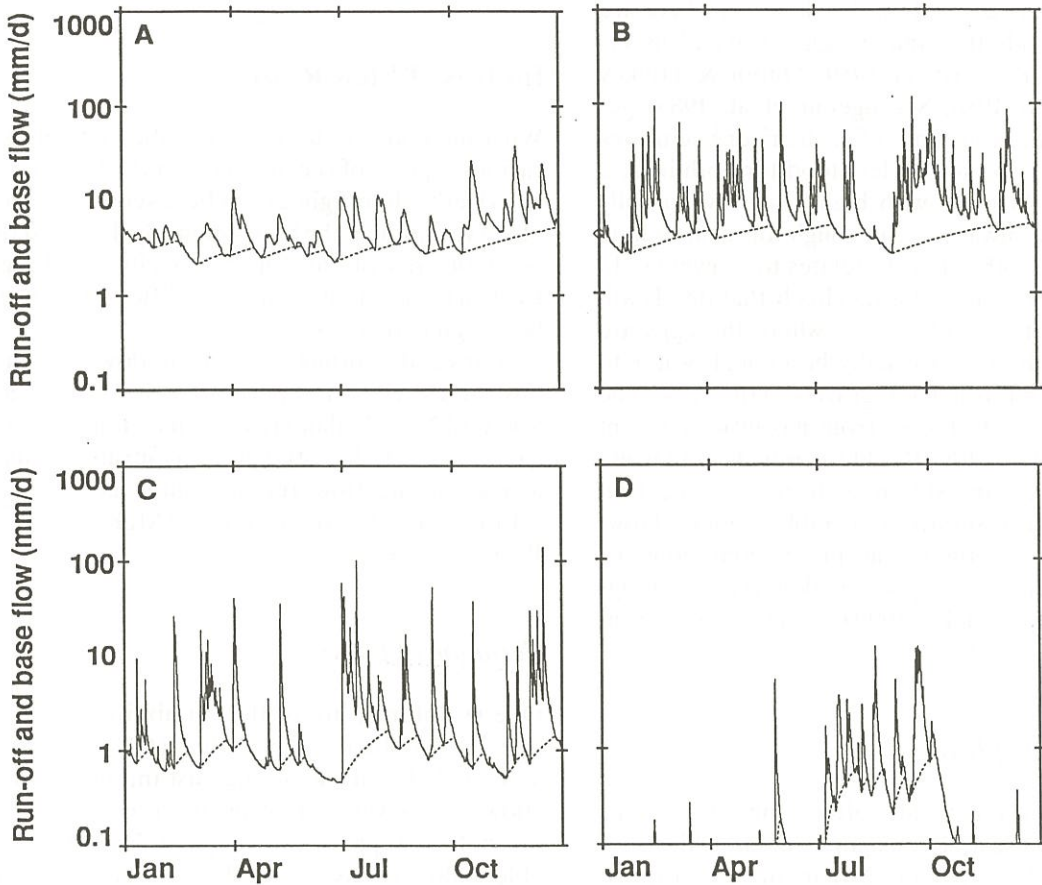 Run-off and base flow (mm/d)
1000
100
10
1
0.1
A
B
Run-off and base flow (mm/d)
1000
100
10
1
0.1
C
D
Jan Apr Jul Oct
Jan Apr Jul Oct